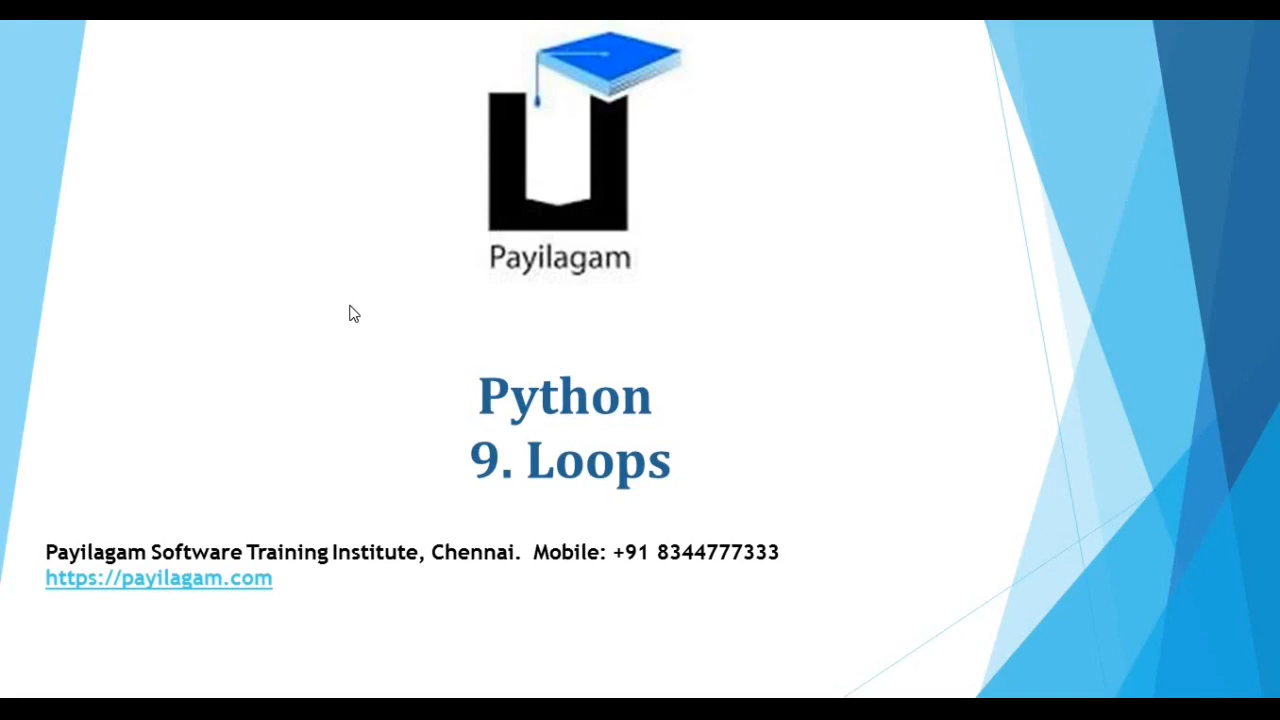 Payilagam
Python
9. Loops
Payilagam Software Training Institute, Chennai. Mobile: +91 8344777333
https://payilagam.com